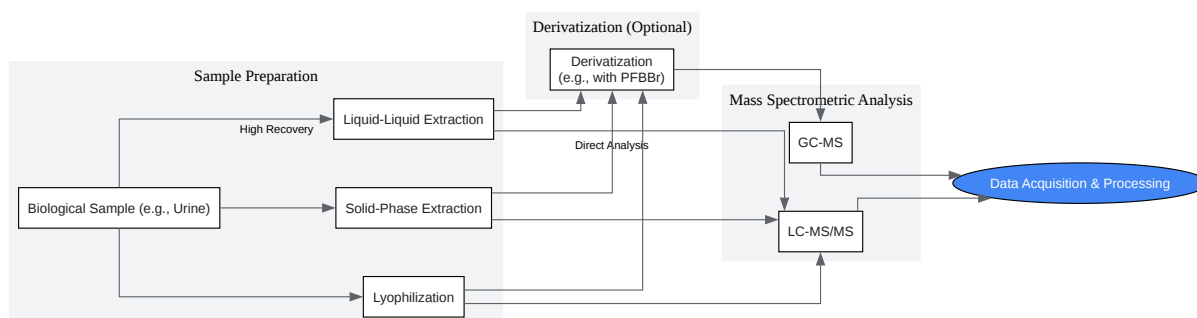 Derivatization (Optional)
Derivatization
(e.g., with PFBBr)
Sample Preparation
Mass Spectrometric Analysis
Liquid-Liquid Extraction
High Recovery
Direct Analysis
GC-MS
Data Acquisition & Processing
Biological Sample (e.g., Urine)
Solid-Phase Extraction
LC-MS/MS
Lyophilization